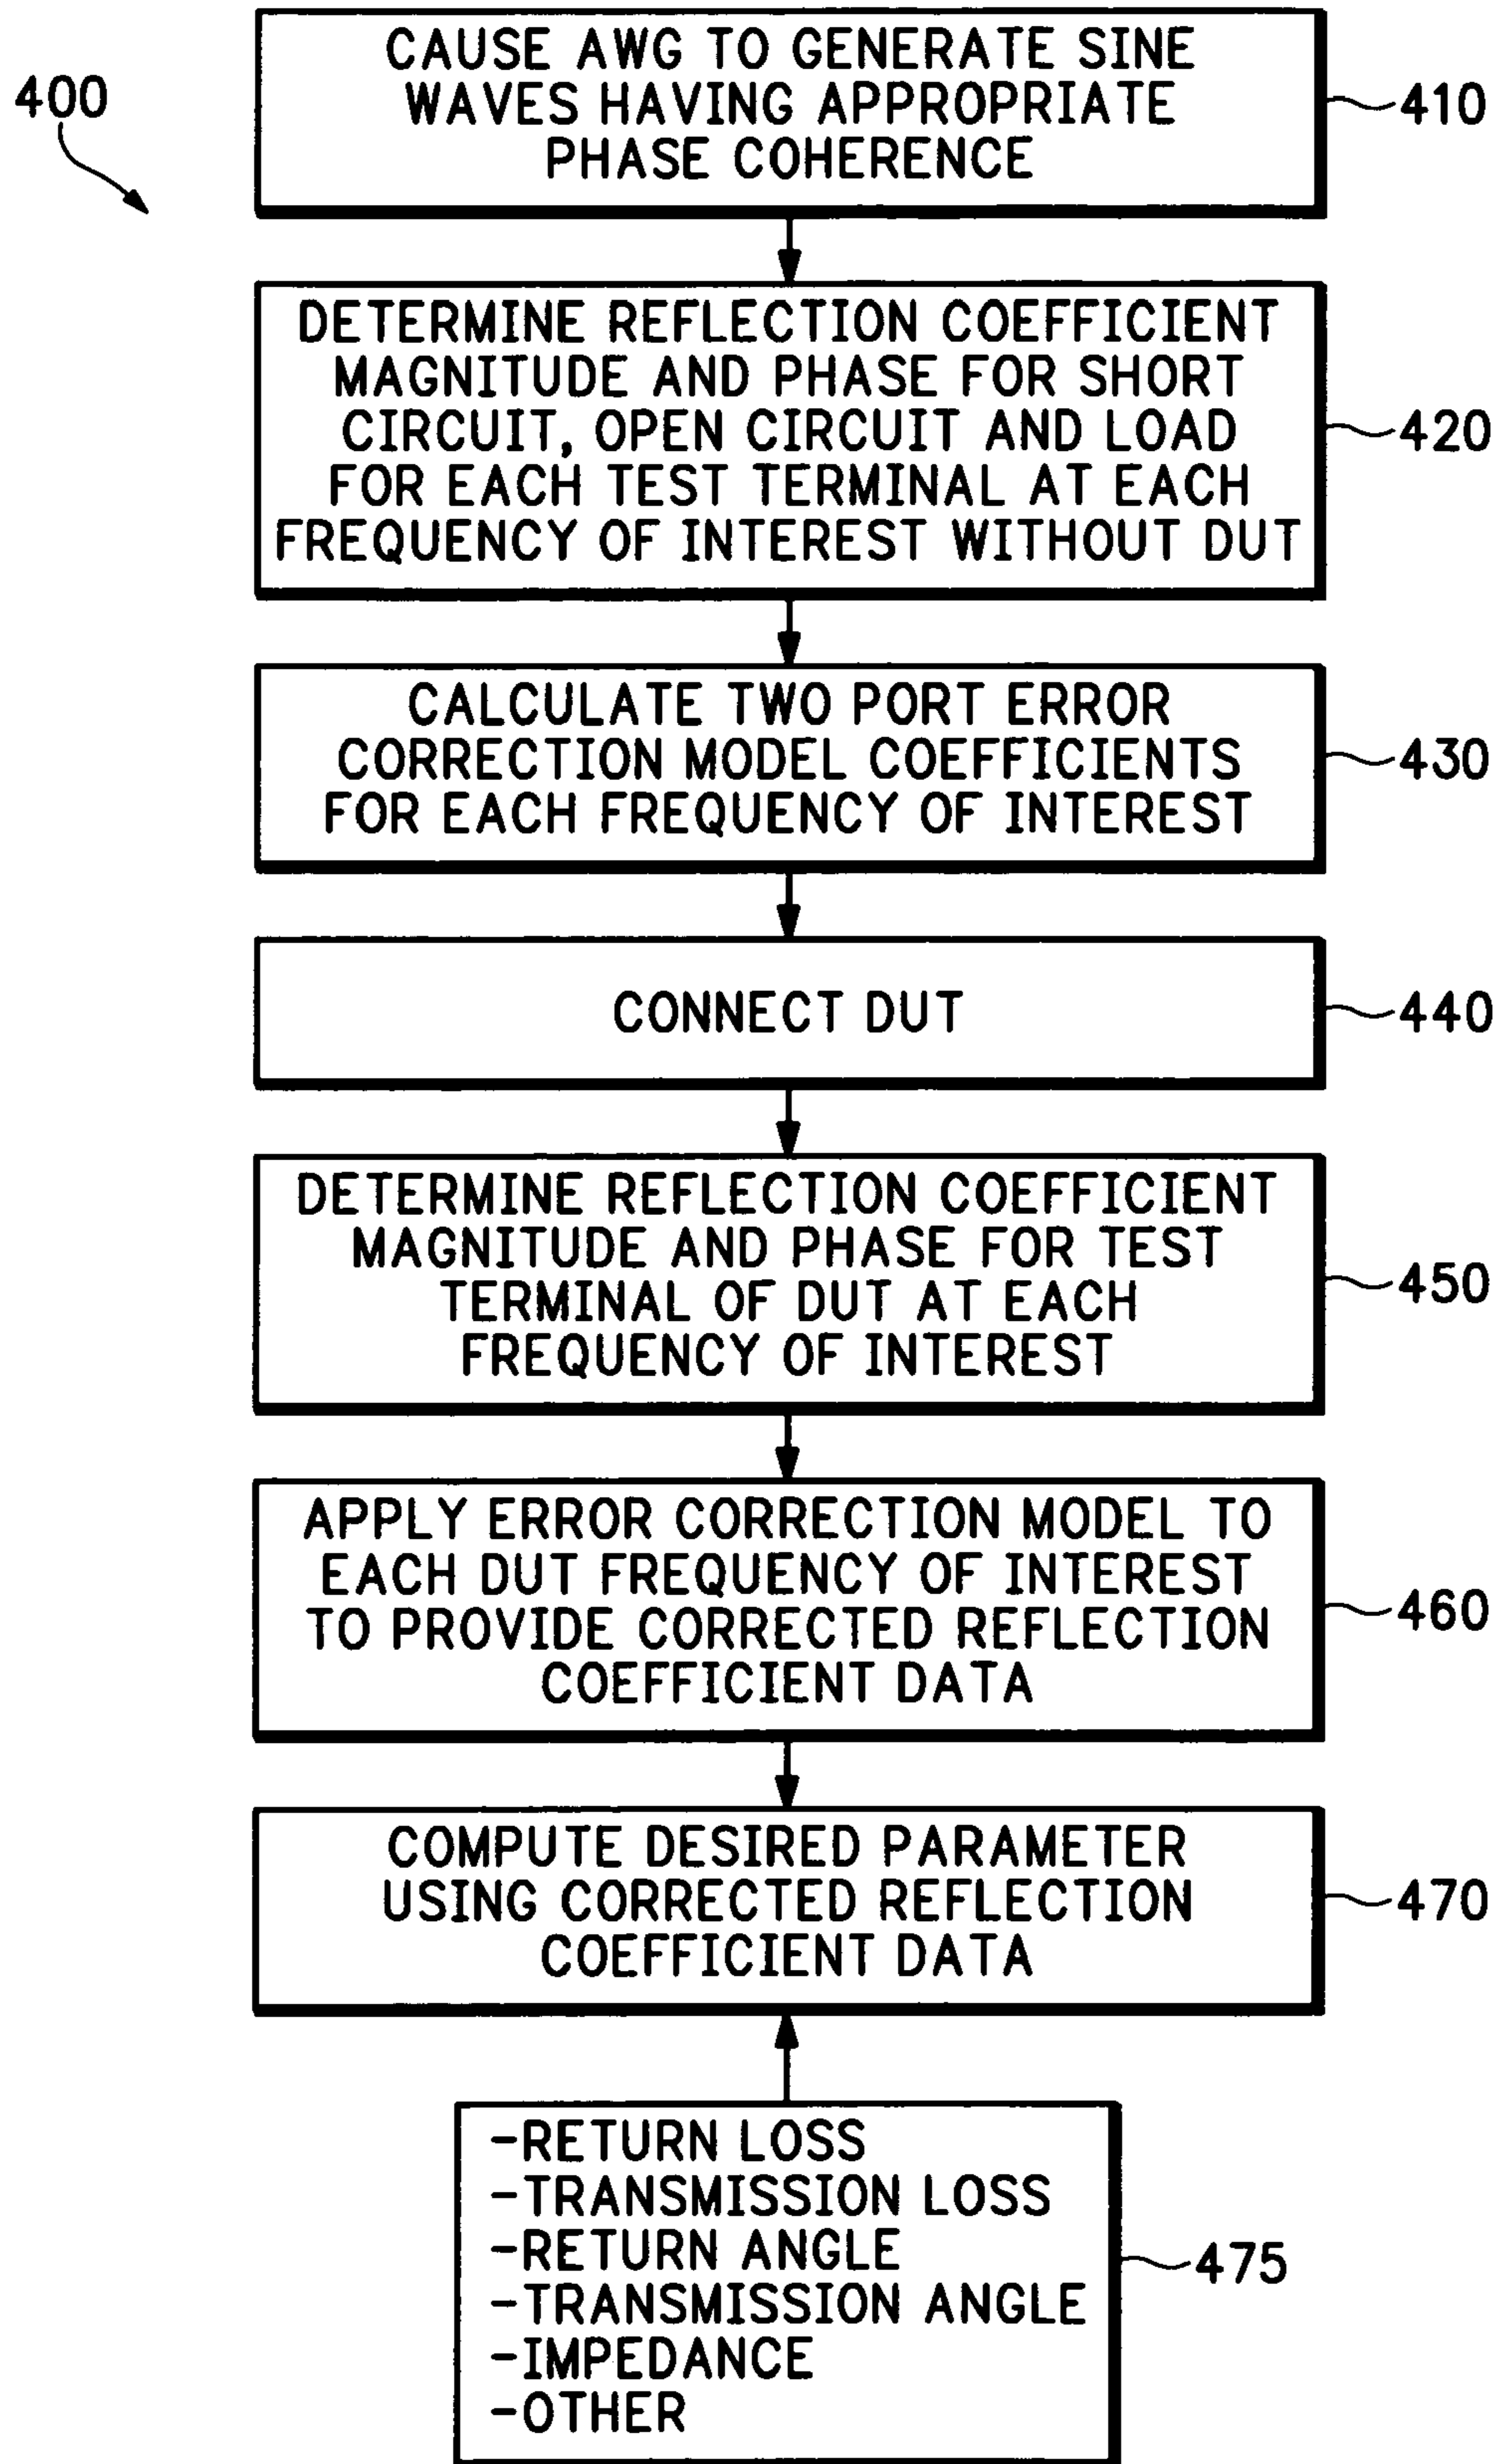 400
CAUSE AWG TO GENERATE SINE
WAVES HAVING APPROPRIATE
PHASE COHERENCE
410
DETERMINE REFLECTION COEFFICIENT
MAGNITUDE AND PHASE FOR SHORT
CIRCUIT, OPEN CIRCUIT AND LOAD
FOR EACH TEST TERMINAL AT EACH
FREQUENCY OF INTEREST WITHOUT DUT
420
CALCULATE TWO PORT ERROR
CORRECTION MODEL COEFFICIENTS
FOR EACH FREQUENCY OF INTEREST
430
CONNECT DUT
440
DETERMINE REFLECTION COEFFICIENT
MAGNITUDE AND PHASE FOR TEST
TERMINAL OF DUT AT EACH
FREQUENCY OF INTEREST
450
APPLY ERROR CORRECTION MODEL TO
EACH DUT FREQUENCY OF INTEREST
TO PROVIDE CORRECTED REFLECTION
COEFFICIENT DATA
460
COMPUTE DESIRED PARAMETER
USING CORRECTED REFLECTION
COEFFICIENT DATA
470
-RETURN LOSS
-TRANSMISSION LOSS
-RETURN ANGLE
-TRANSMISSION ANGLE
-IMPEDANCE
-OTHER
475